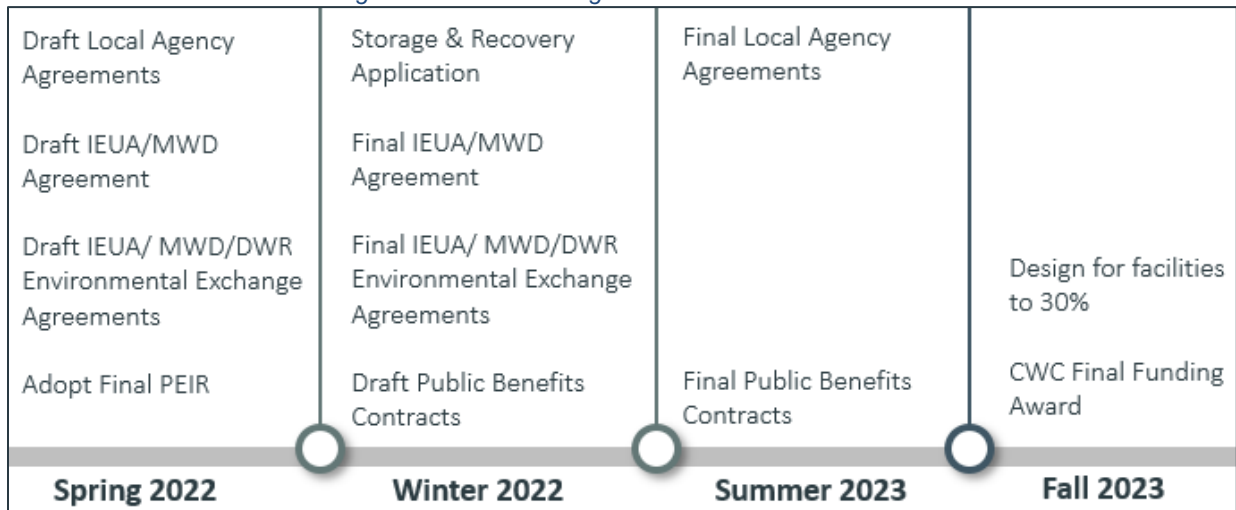 Draft Local Agency
Agreements
Draft IEUA/MWD
Agreement
Draft IEUA/ MWD/DWR
Environmental Exchange
Agreements
Adopt Final PEIR
Spring 2022
Storage & Recovery
Application
Final IEUA/MWD
Agreement
Final IEUA/ MWD/DWR
Environmental Exchange
Agreements
Draft Public Benefits
Contracts
Winter 2022
Final Local Agency
Agreements
Final Public Benefits
Contracts
Summer 2023
Design for facilities
to 30%
CWC Final Funding
Award
Fall 2023